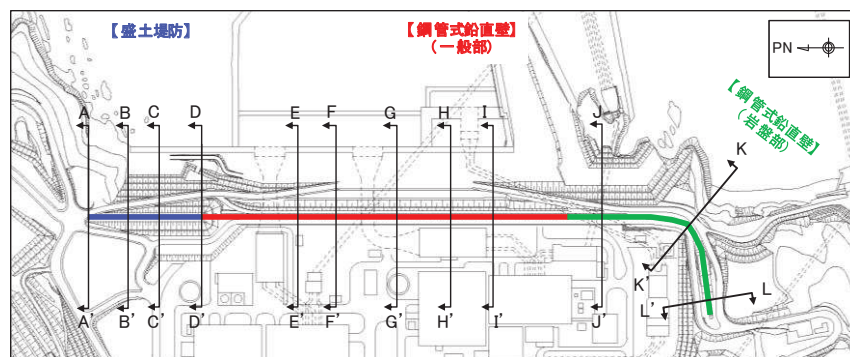 【盛土堤防】
【鋼管式鉛直壁】
(一般部)
PN
【鋼管式鉛直壁】
(岩盤部)
A B C D E F G H I J
K
A' B' C' D' E' F' G' H' I' J'
K'
L' L